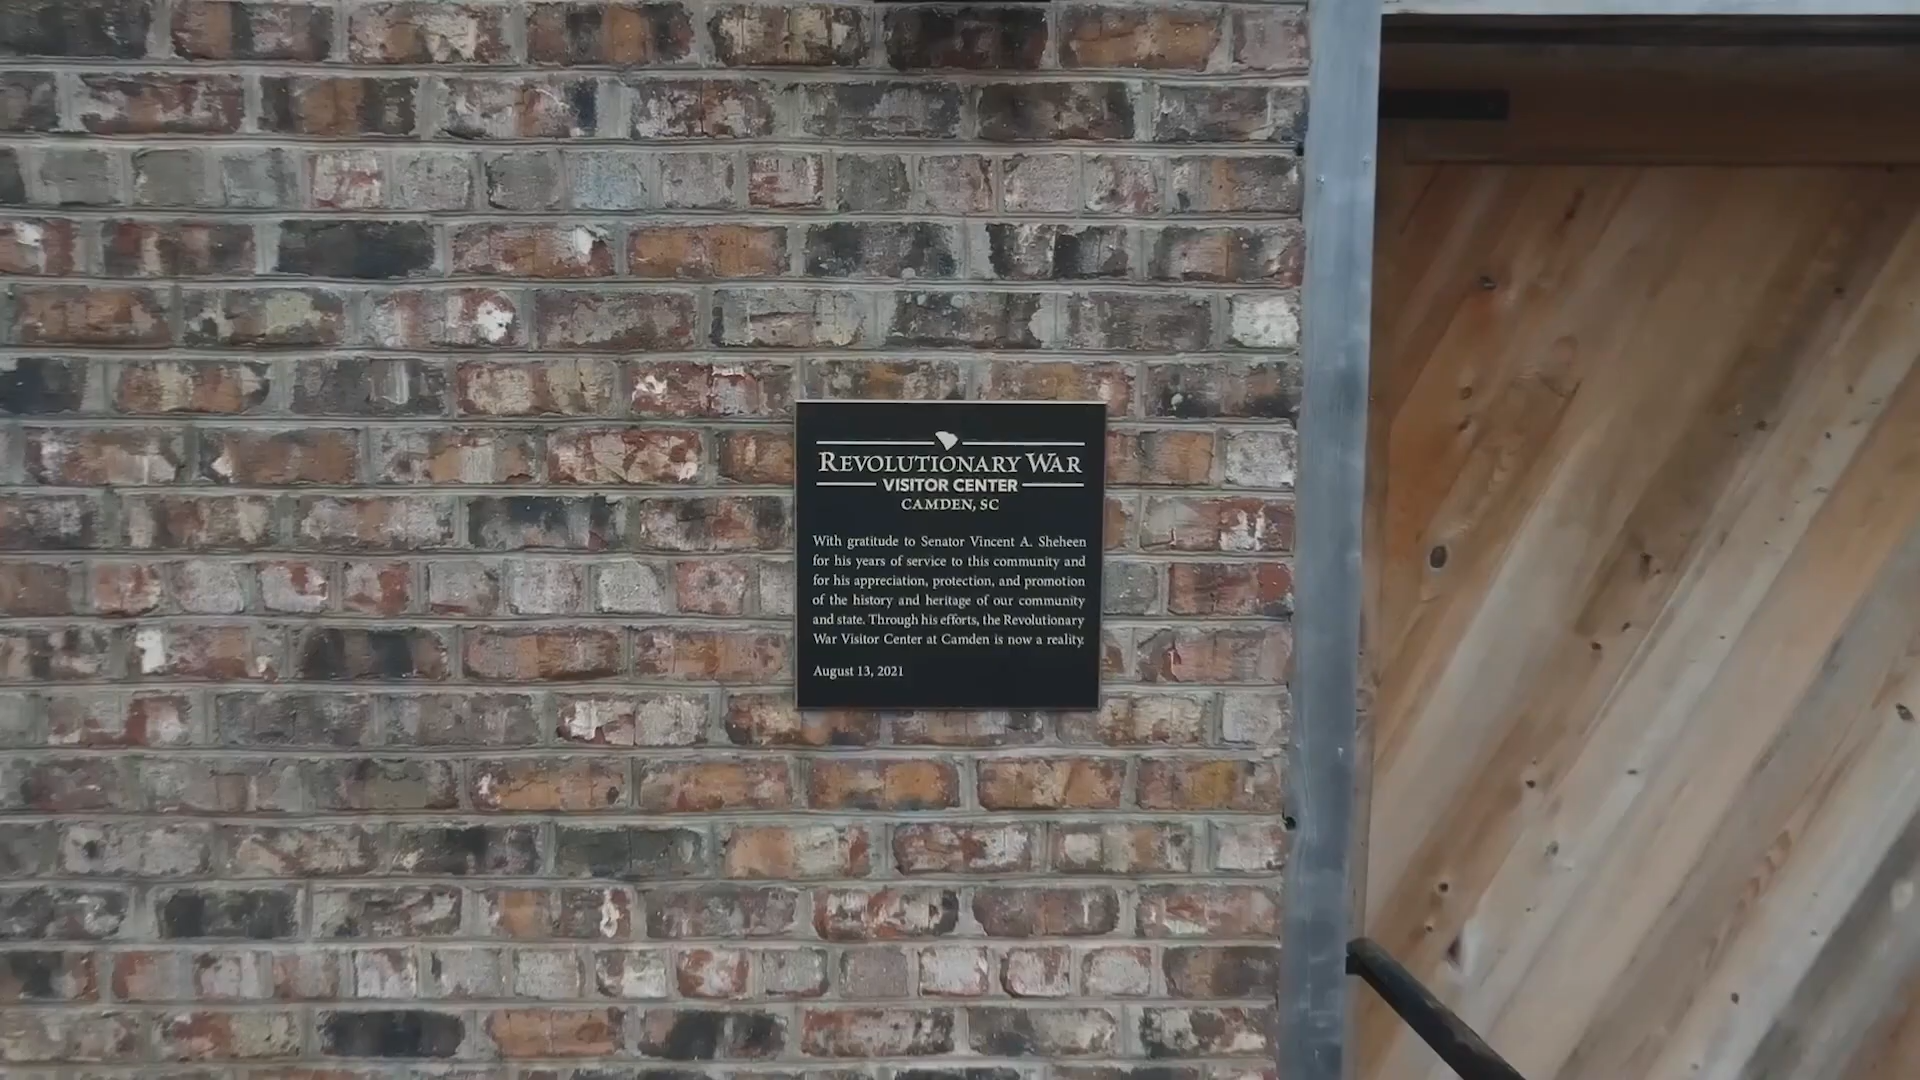 REVOLUTIONARY WAR
VISITOR CENTER
CAMDEN, SC
With gratitude to Senator Vincent A. Sheheen
for his years of service to this community and
for his appreciation, protection, and promotion
of the history and heritage of our community
and state. Through his efforts, the Revolutionary
War Visitor Center at Camden is now a reality.
August 13, 2021